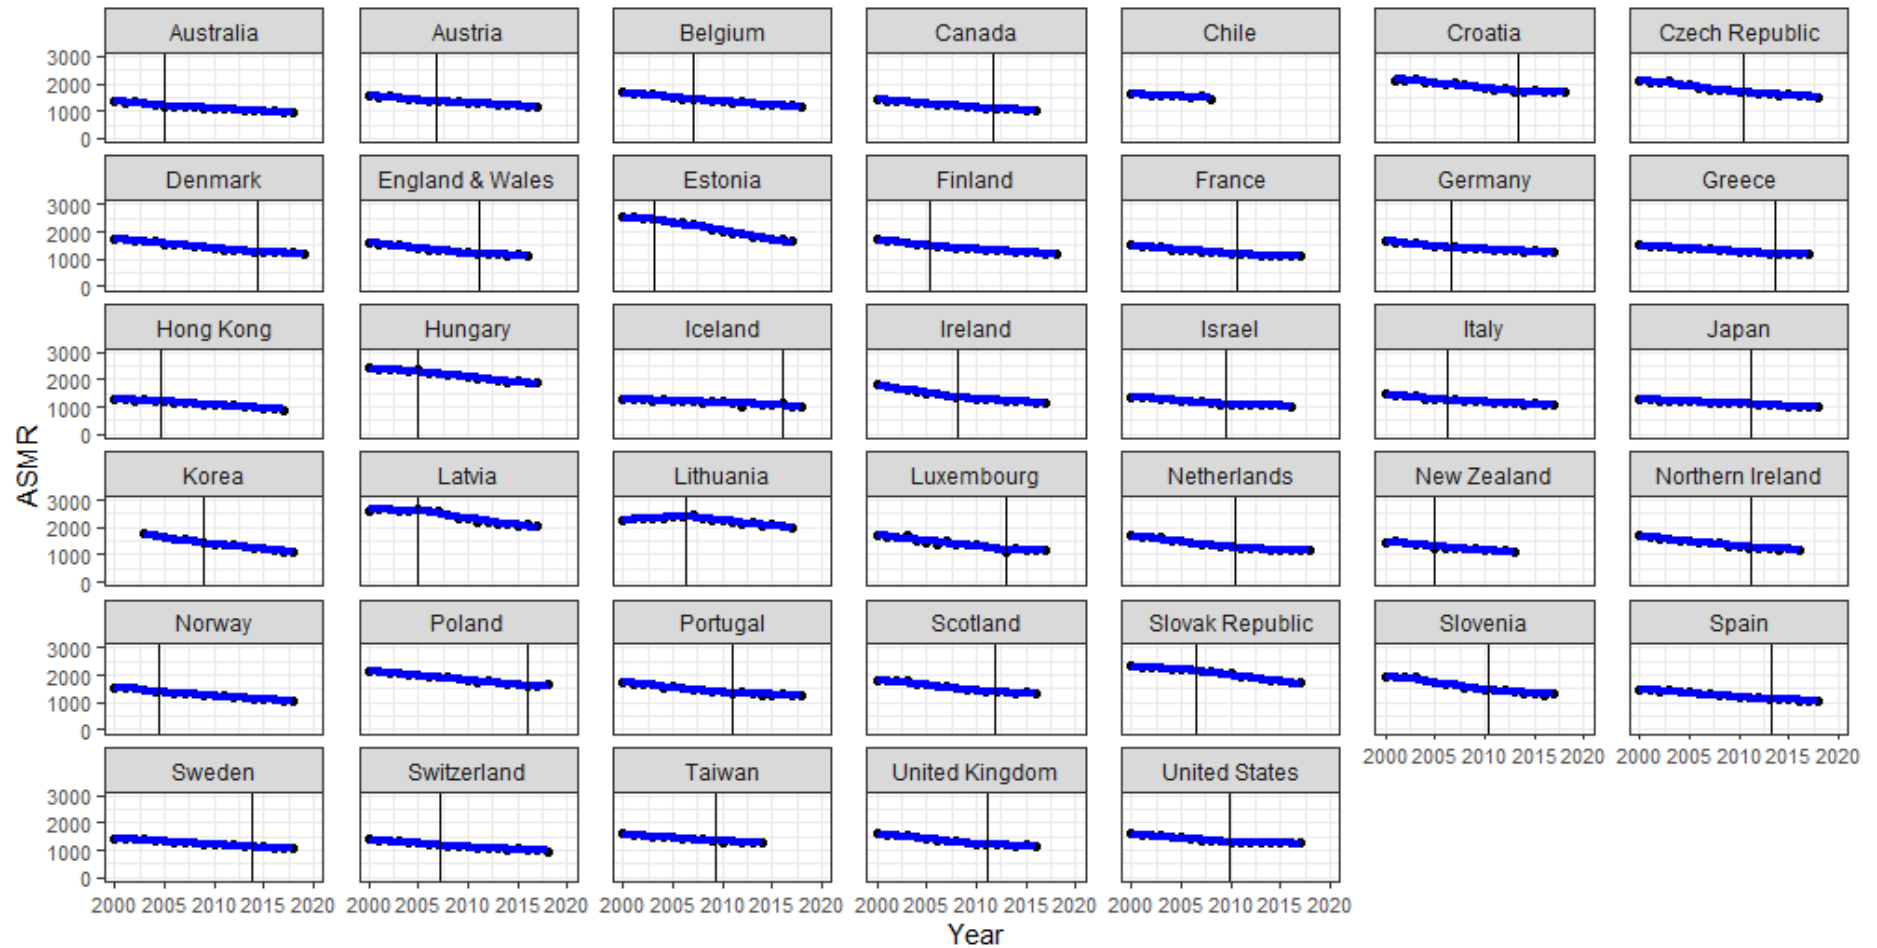 Australia Austria Belgium Canada Chile Croatia Czech Republic
3000
2000
1000
0
Denmark England & Wales Estonia Finland France Germany Greece
3000
2000
1000
0
Hong Kong Hungary Iceland Ireland Israel Italy Japan
3000
2000
1000
0
ASMR
Korea Latvia Lithuania Luxembourg Netherlands New Zealand Northern Ireland
3000
2000
1000
0
Norway Poland Portugal Scotland Slovak Republic Slovenia Spain
3000
2000
1000
0
2000 2005 2010 2015 2020 2000 2005 2010 2015 2020
Sweden Switzerland Taiwan United Kingdom United States
3000
2000
1000
0
2000 2005 2010 2015 2020 2000 2005 2010 2015 2020 2000 2005 2010 2015 2020 2000 2005 2010 2015 2020 2000 2005 2010 2015 2020
Year